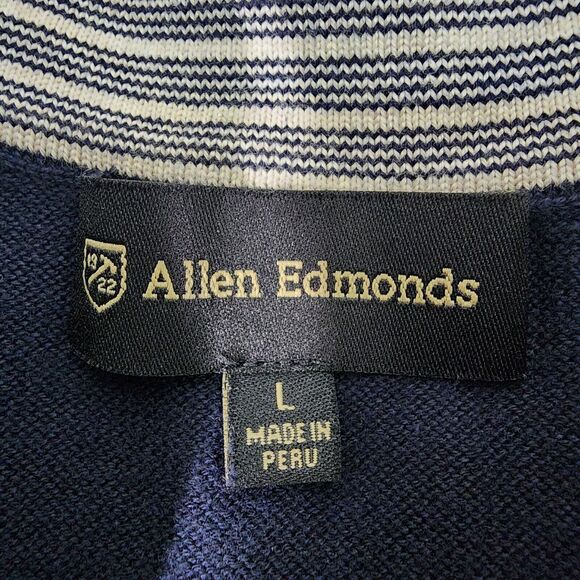 19
22
Allen Edmonds
L
MADE IN
PERU